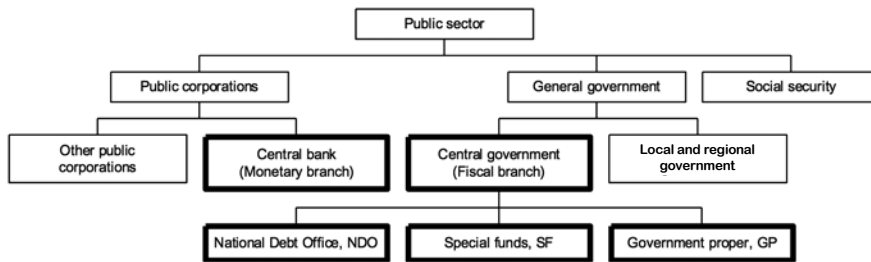 Public sector
Public corporations
General government
Social security
Other public
corporations
Central bank
(Monetary branch)
Central government
(Fiscal branch)
Local and regional
government
National Debt Office, NDO
Special funds, SF
Government proper, GP